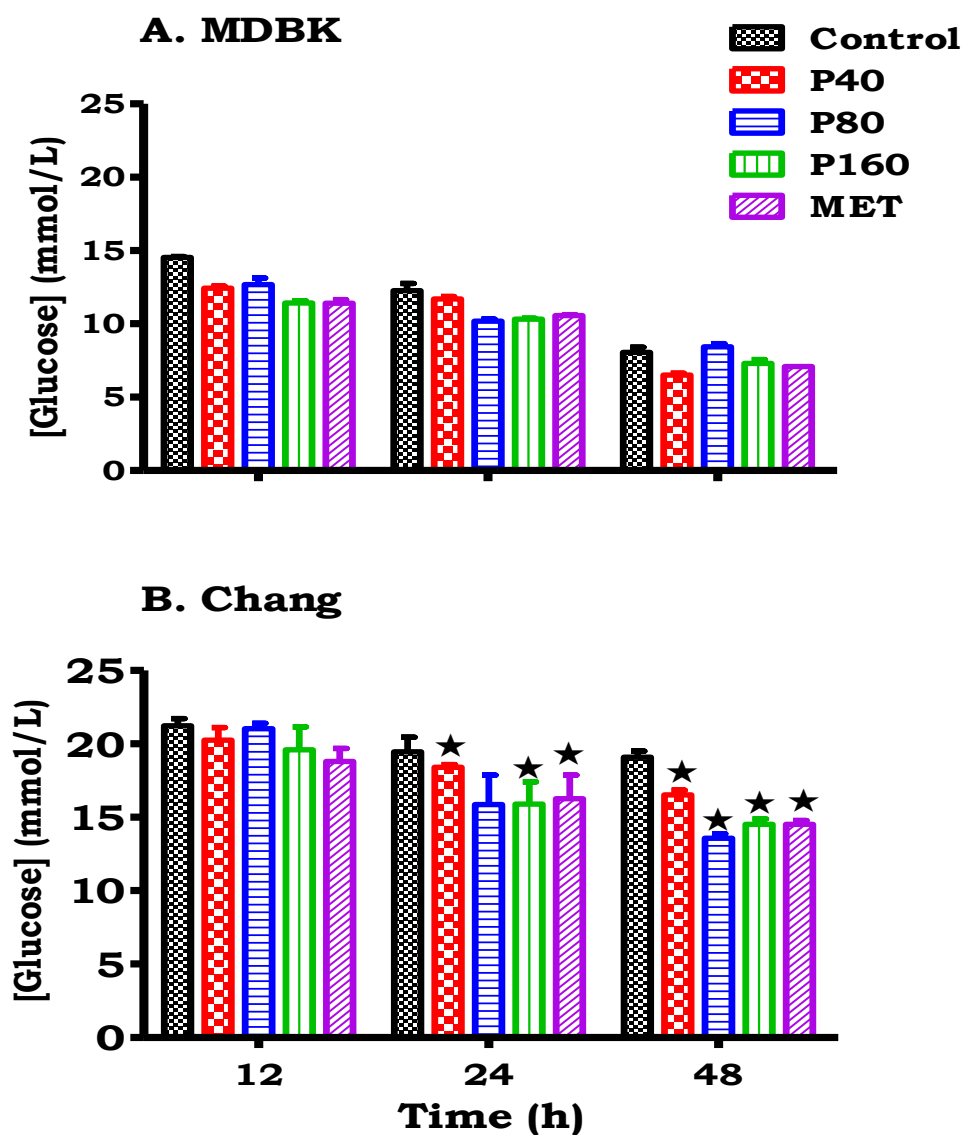 A. MDBK
Control
P40
P80
P160
MET
25
20
15
10
5
0
[Glucose] (mmol/L)
B. Chang
25
20
15
10
5
0
[Glucose] (mmol/L)
12 24 48
Time (h)